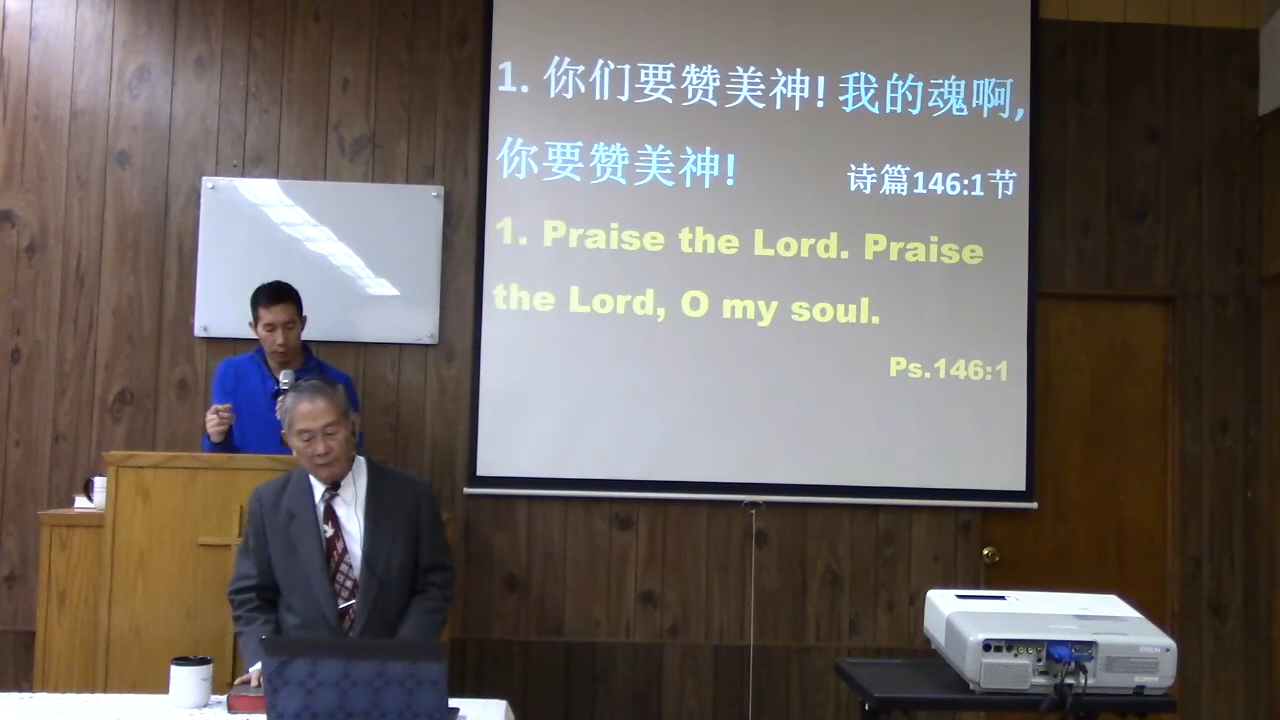 1. 你们要赞美神! 我的魂啊,
你要赞美神!
诗篇146:1节
1. Praise the Lord. Praise
the Lord, O my soul.
Ps.146:1
EPSON